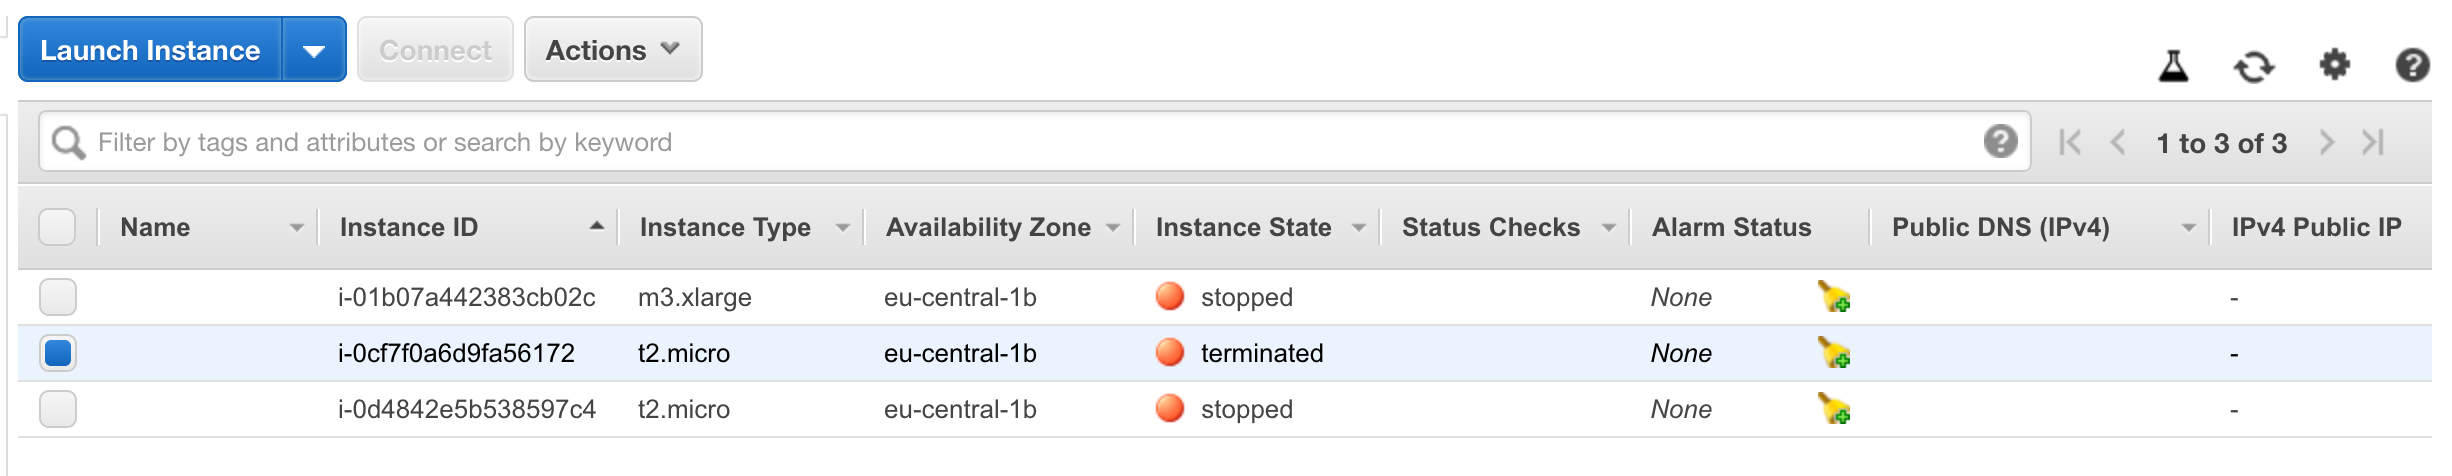 Launch Instance Connect Actions
Filter by tags and attributes or search by keyword ? 1 to 3 of 3
Name Instance ID Instance Type Availability Zone Instance State Status Checks Alarm Status Public DNS (IPv4) IPv4 Public IP
i-01b07a442383cb02c m3.xlarge eu-central-1b stopped None -
i-0cf7f0a6d9fa56172 t2.micro eu-central-1b terminated None -
i-0d4842e5b538597c4 t2.micro eu-central-1b stopped None -